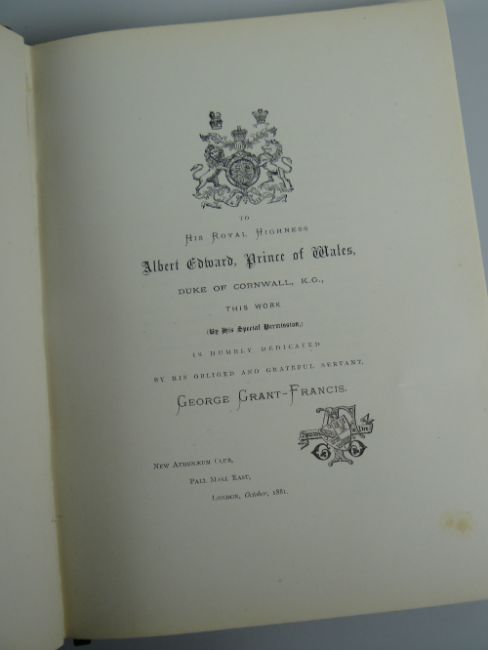 TO
HIS ROYAL HIGHNESS
Albert Edward, Prince of Wales,
DUKE OF CORNWALL, K.G.,
THIS WORK
(By His Special Permission,)
IS HUMBLY DEDICATED
BY HIS OBLIGED AND GRATEFUL SERVANT,
GEORGE GRANT-FRANCIS.
NEW ATHENÆUM CLUB,
PALL MALL EAST,
LONDON, October, 1881.